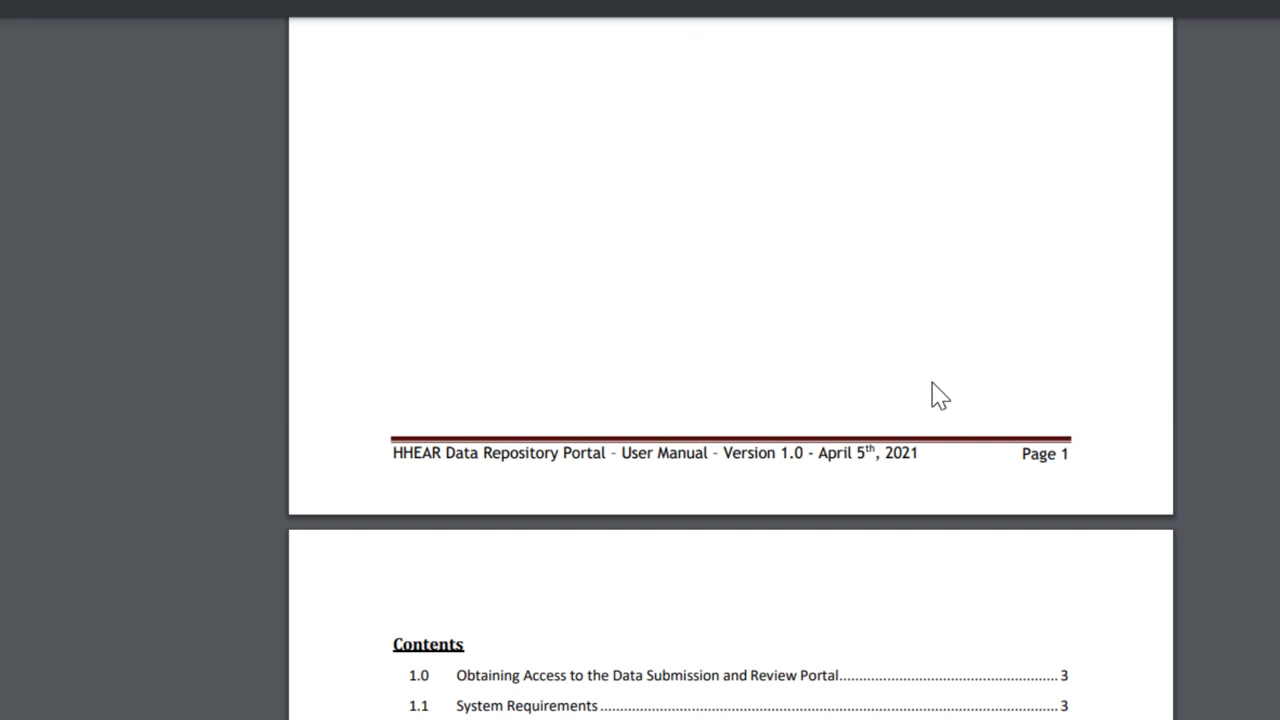 HHEAR Data Repository Portal - User Manual - Version 1.0 - April 5th, 2021 Page 1
Contents
1.0 Obtaining Access to the Data Submission and Review Portal...................................................... 3
1.1 System Requirements.................................................................................................................. 3